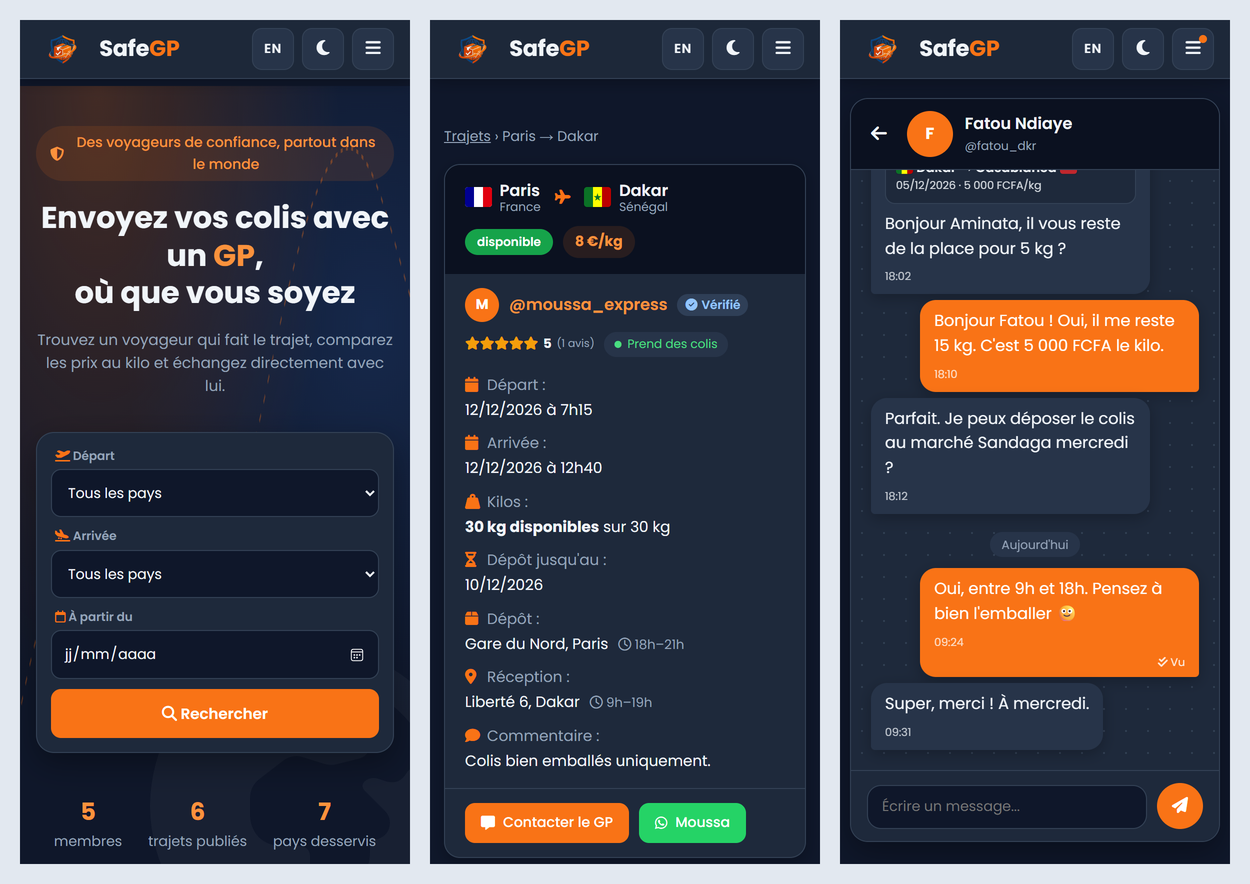 SafeGP
EN
Des voyageurs de confiance, partout dans
le monde
Envoyez vos colis avec
un GP,
où que vous soyez
Trouvez un voyageur qui fait le trajet, comparez
les prix au kilo et échangez directement avec
lui.
Départ
Tous les pays
Arrivée
Tous les pays
À partir du
jj/mm/aaaa
Rechercher
5
membres
6
trajets publiés
7
pays desservis
SafeGP
EN
Trajets › Paris → Dakar
Paris
France
Dakar
Sénégal
disponible
8 €/kg
M
@moussa_express
Vérifié
5 (1 avis)
Prend des colis
Départ :
12/12/2026 à 7h15
Arrivée :
12/12/2026 à 12h40
Kilos :
30 kg disponibles sur 30 kg
Dépôt jusqu'au :
10/12/2026
Dépôt :
Gare du Nord, Paris 18h–21h
Réception :
Liberté 6, Dakar 9h–19h
Commentaire :
Colis bien emballés uniquement.
Contacter le GP
Moussa
SafeGP
EN
F
Fatou Ndiaye
@fatou_dkr
05/12/2026 · 5 000 FCFA/kg
Bonjour Aminata, il vous reste
de la place pour 5 kg ?
18:02
Bonjour Fatou ! Oui, il me reste
15 kg. C'est 5 000 FCFA le kilo.
18:10
Parfait. Je peux déposer le colis
au marché Sandaga mercredi
?
18:12
Aujourd'hui
Oui, entre 9h et 18h. Pensez à
bien l'emballer 🙂
09:24
Vu
Super, merci ! À mercredi.
09:31
Écrire un message...